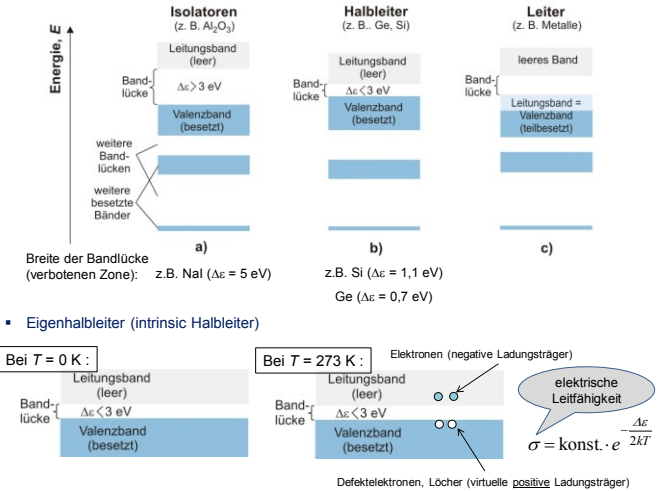 Isolatoren
(z. B. Al₂O₃)
Halbleiter
(z. B.. Ge, Si)
Leiter
(z. B. Metalle)
Energie, E
Leitungsband
(leer)
Band-
lücke
Δε>3 eV
Valenzband
(besetzt)
weitere
Band-
lücken
weitere
besetzte
Bänder
Leitungsband
(leer)
Band-
lücke
Δε<3 eV
Valenzband
(besetzt)
leeres Band
Band-
lücke
Leitungsband =
Valenzband
(teilbesetzt)
a)
b)
c)
Breite der Bandlücke
(verbotenen Zone):
z.B. NaI (Δε = 5 eV)
z.B. Si (Δε = 1,1 eV)
Ge (Δε = 0,7 eV)
▪ Eigenhalbleiter (intrinsic Halbleiter)
Bei T = 0 K :
Leitungsband
(leer)
Band-
lücke
Δε<3 eV
Valenzband
(besetzt)
Bei T = 273 K :
Elektronen (negative Ladungsträger)
Leitungsband
(leer)
Band-
lücke
Δε<3 eV
Valenzband
(besetzt)
Defektelektronen, Löcher (virtuelle positive Ladungsträger)
elektrische
Leitfähigkeit
σ = konst. · e^(-Δε/2kT)